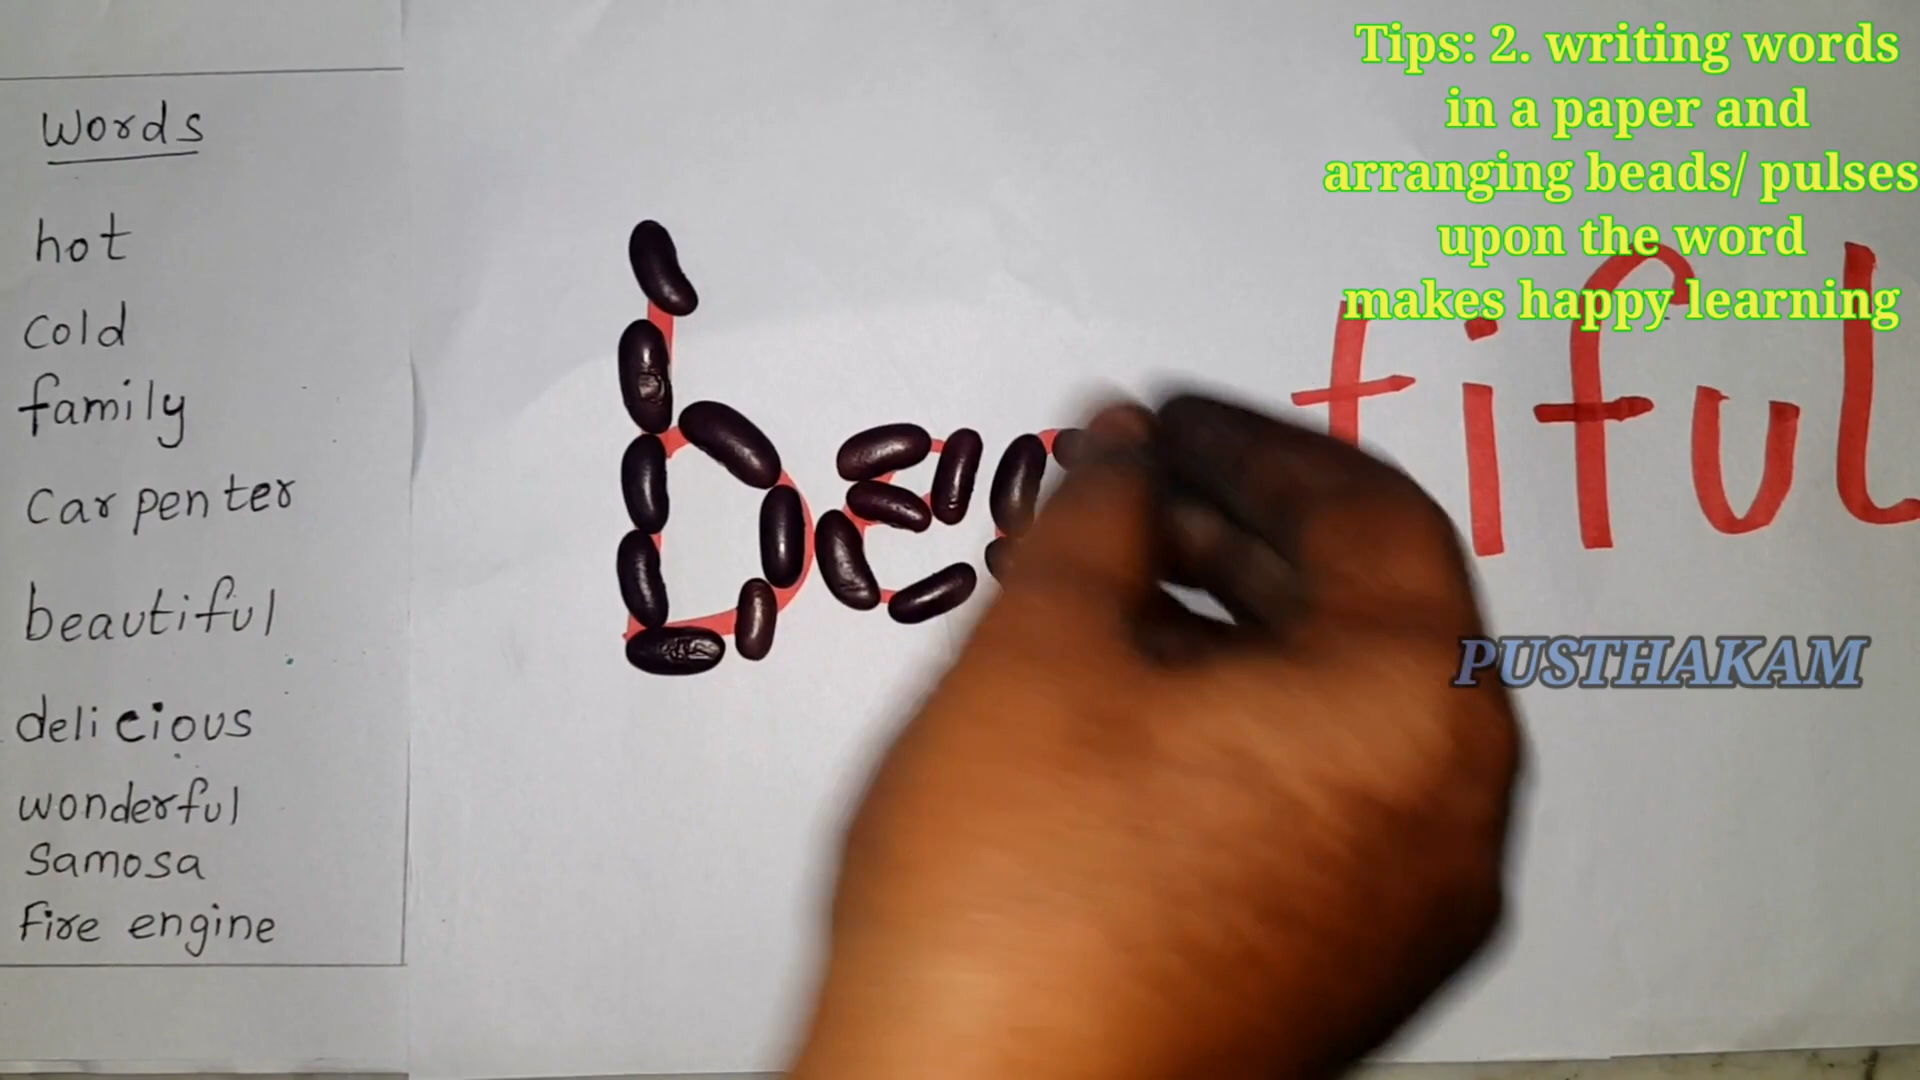 Words
hot
cold
family
Carpenter
beautiful
delicious
wonderful
Samosa
Fire engine
Tips: 2. writing words
in a paper and
arranging beads/ pulses
upon the word
makes happy learning
be tiful
PUSTHAKAM